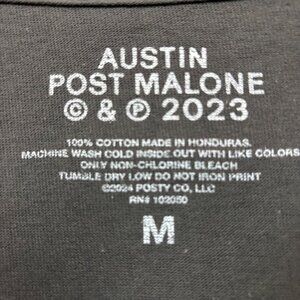 AUSTIN
POST MALONE
© & ℗ 2023
100% COTTON MADE IN HONDURAS.
MACHINE WASH COLD INSIDE OUT WITH LIKE COLORS
ONLY NON-CHLORINE BLEACH
TUMBLE DRY LOW DO NOT IRON PRINT
©2024 POSTY CO, LLC
RN# 102050
M